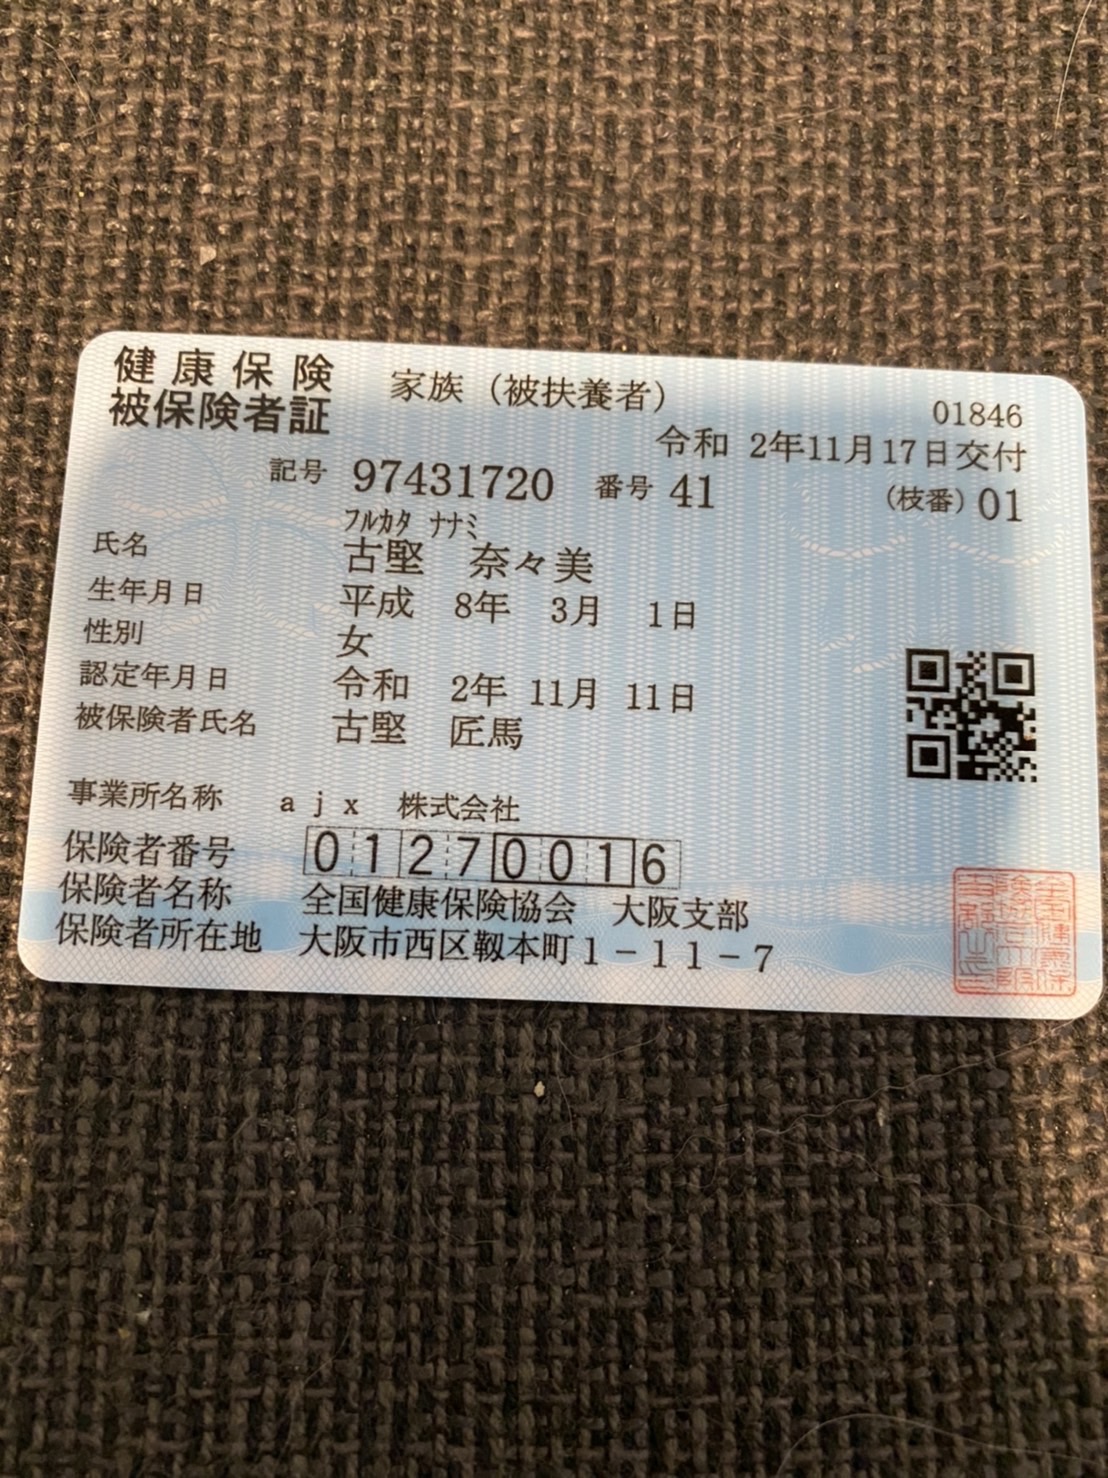 健康保険 家族（被扶養者） 01846
被保険者証 令和 2年11月17日交付
記号 97431720 番号 41 （枝番）01
ﾌﾙｶﾀ ﾅﾅﾐ
氏名 古堅 奈々美
生年月日 平成 8年 3月 1日
性別 女
認定年月日 令和 2年 11月 11日
被保険者氏名 古堅 匠馬
事業所名称 ａｊｘ 株式会社
保険者番号 01270016
保険者名称 全国健康保険協会 大阪支部
保険者所在地 大阪市西区靱本町１－１１－７